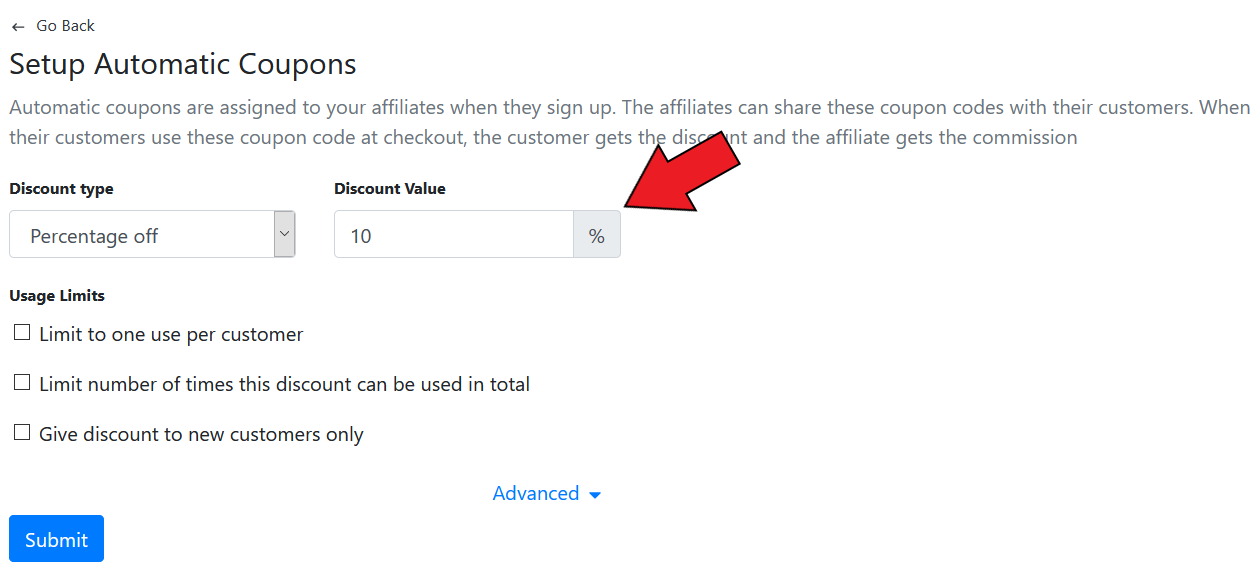 ← Go Back
Setup Automatic Coupons
Automatic coupons are assigned to your affiliates when they sign up. The affiliates can share these coupon codes with their customers. When
their customers use these coupon code at checkout, the customer gets the discount and the affiliate gets the commission
Discount type Discount Value
Percentage off 10 %
Usage Limits
Limit to one use per customer
Limit number of times this discount can be used in total
Give discount to new customers only
Advanced
Submit